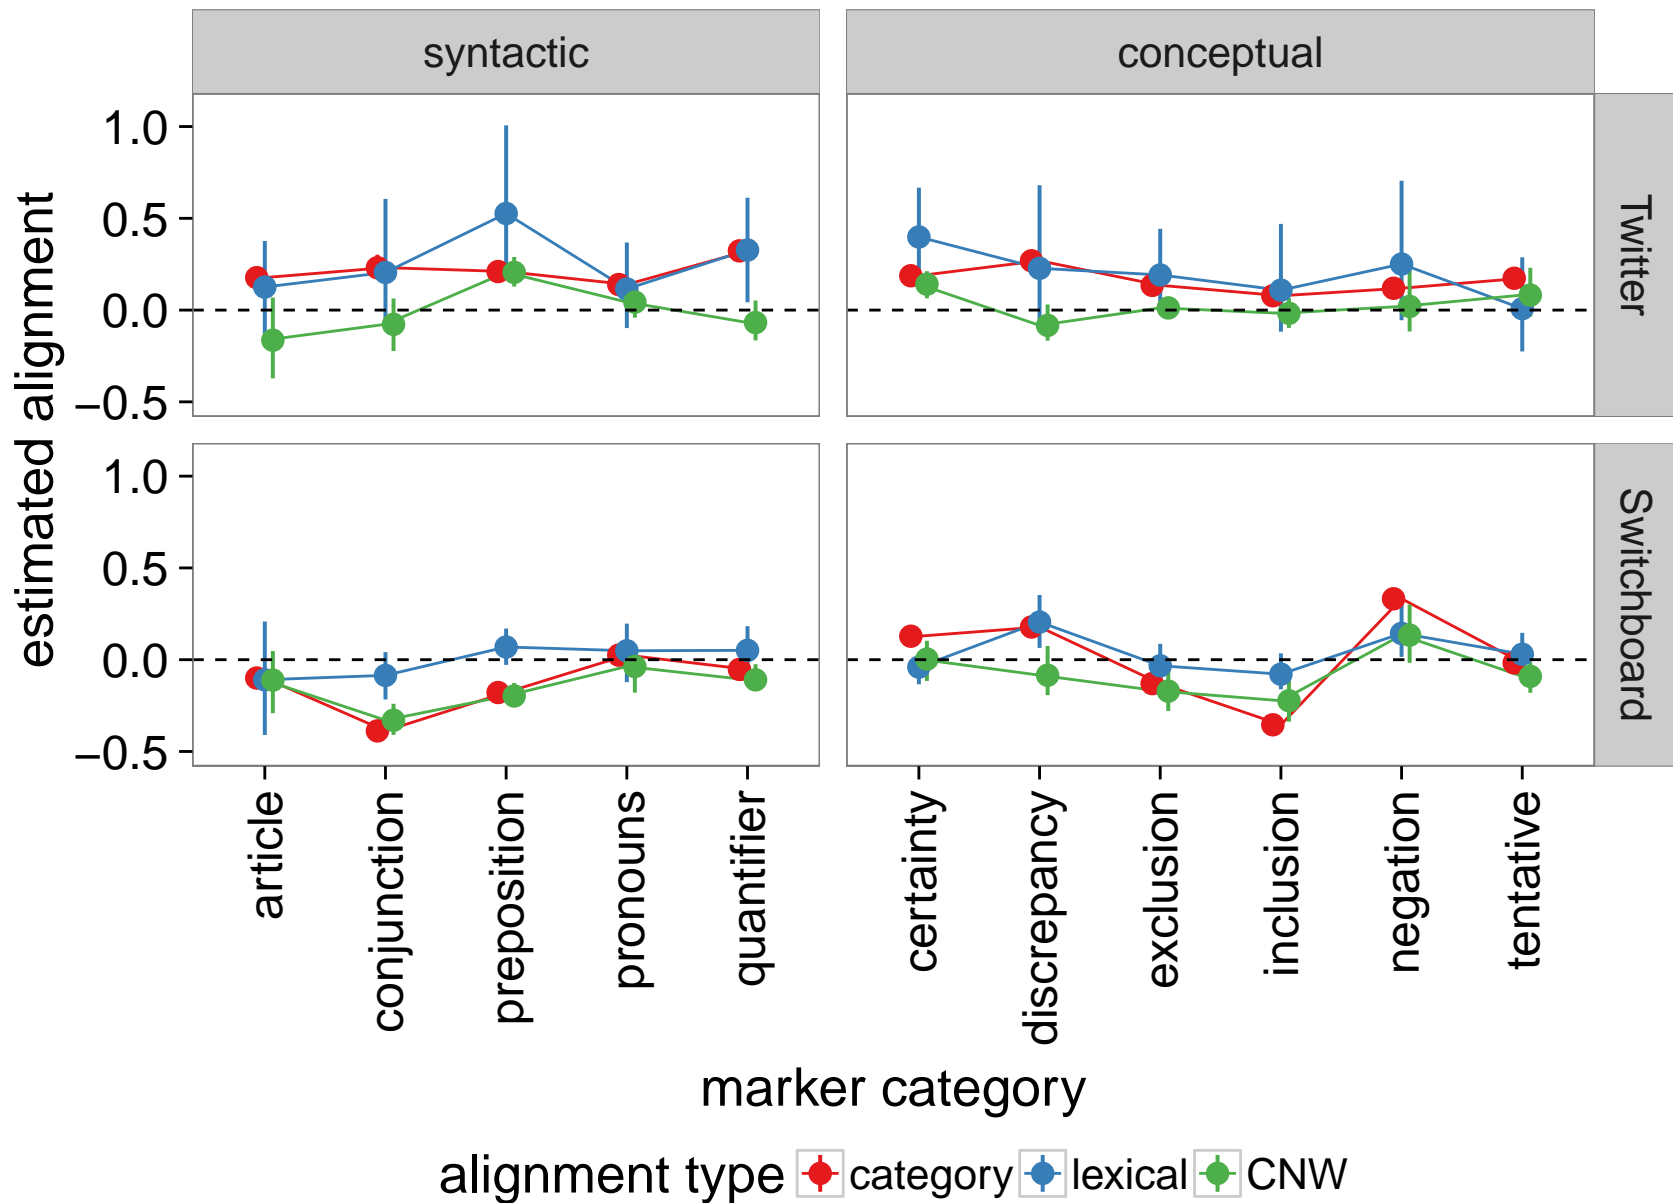 syntactic
conceptual
estimated alignment
1.0
0.5
0.0
−0.5
Twitter
1.0
0.5
0.0
−0.5
Switchboard
article
conjunction
preposition
pronouns
quantifier
certainty
discrepancy
exclusion
inclusion
negation
tentative
marker category
alignment type category lexical CNW